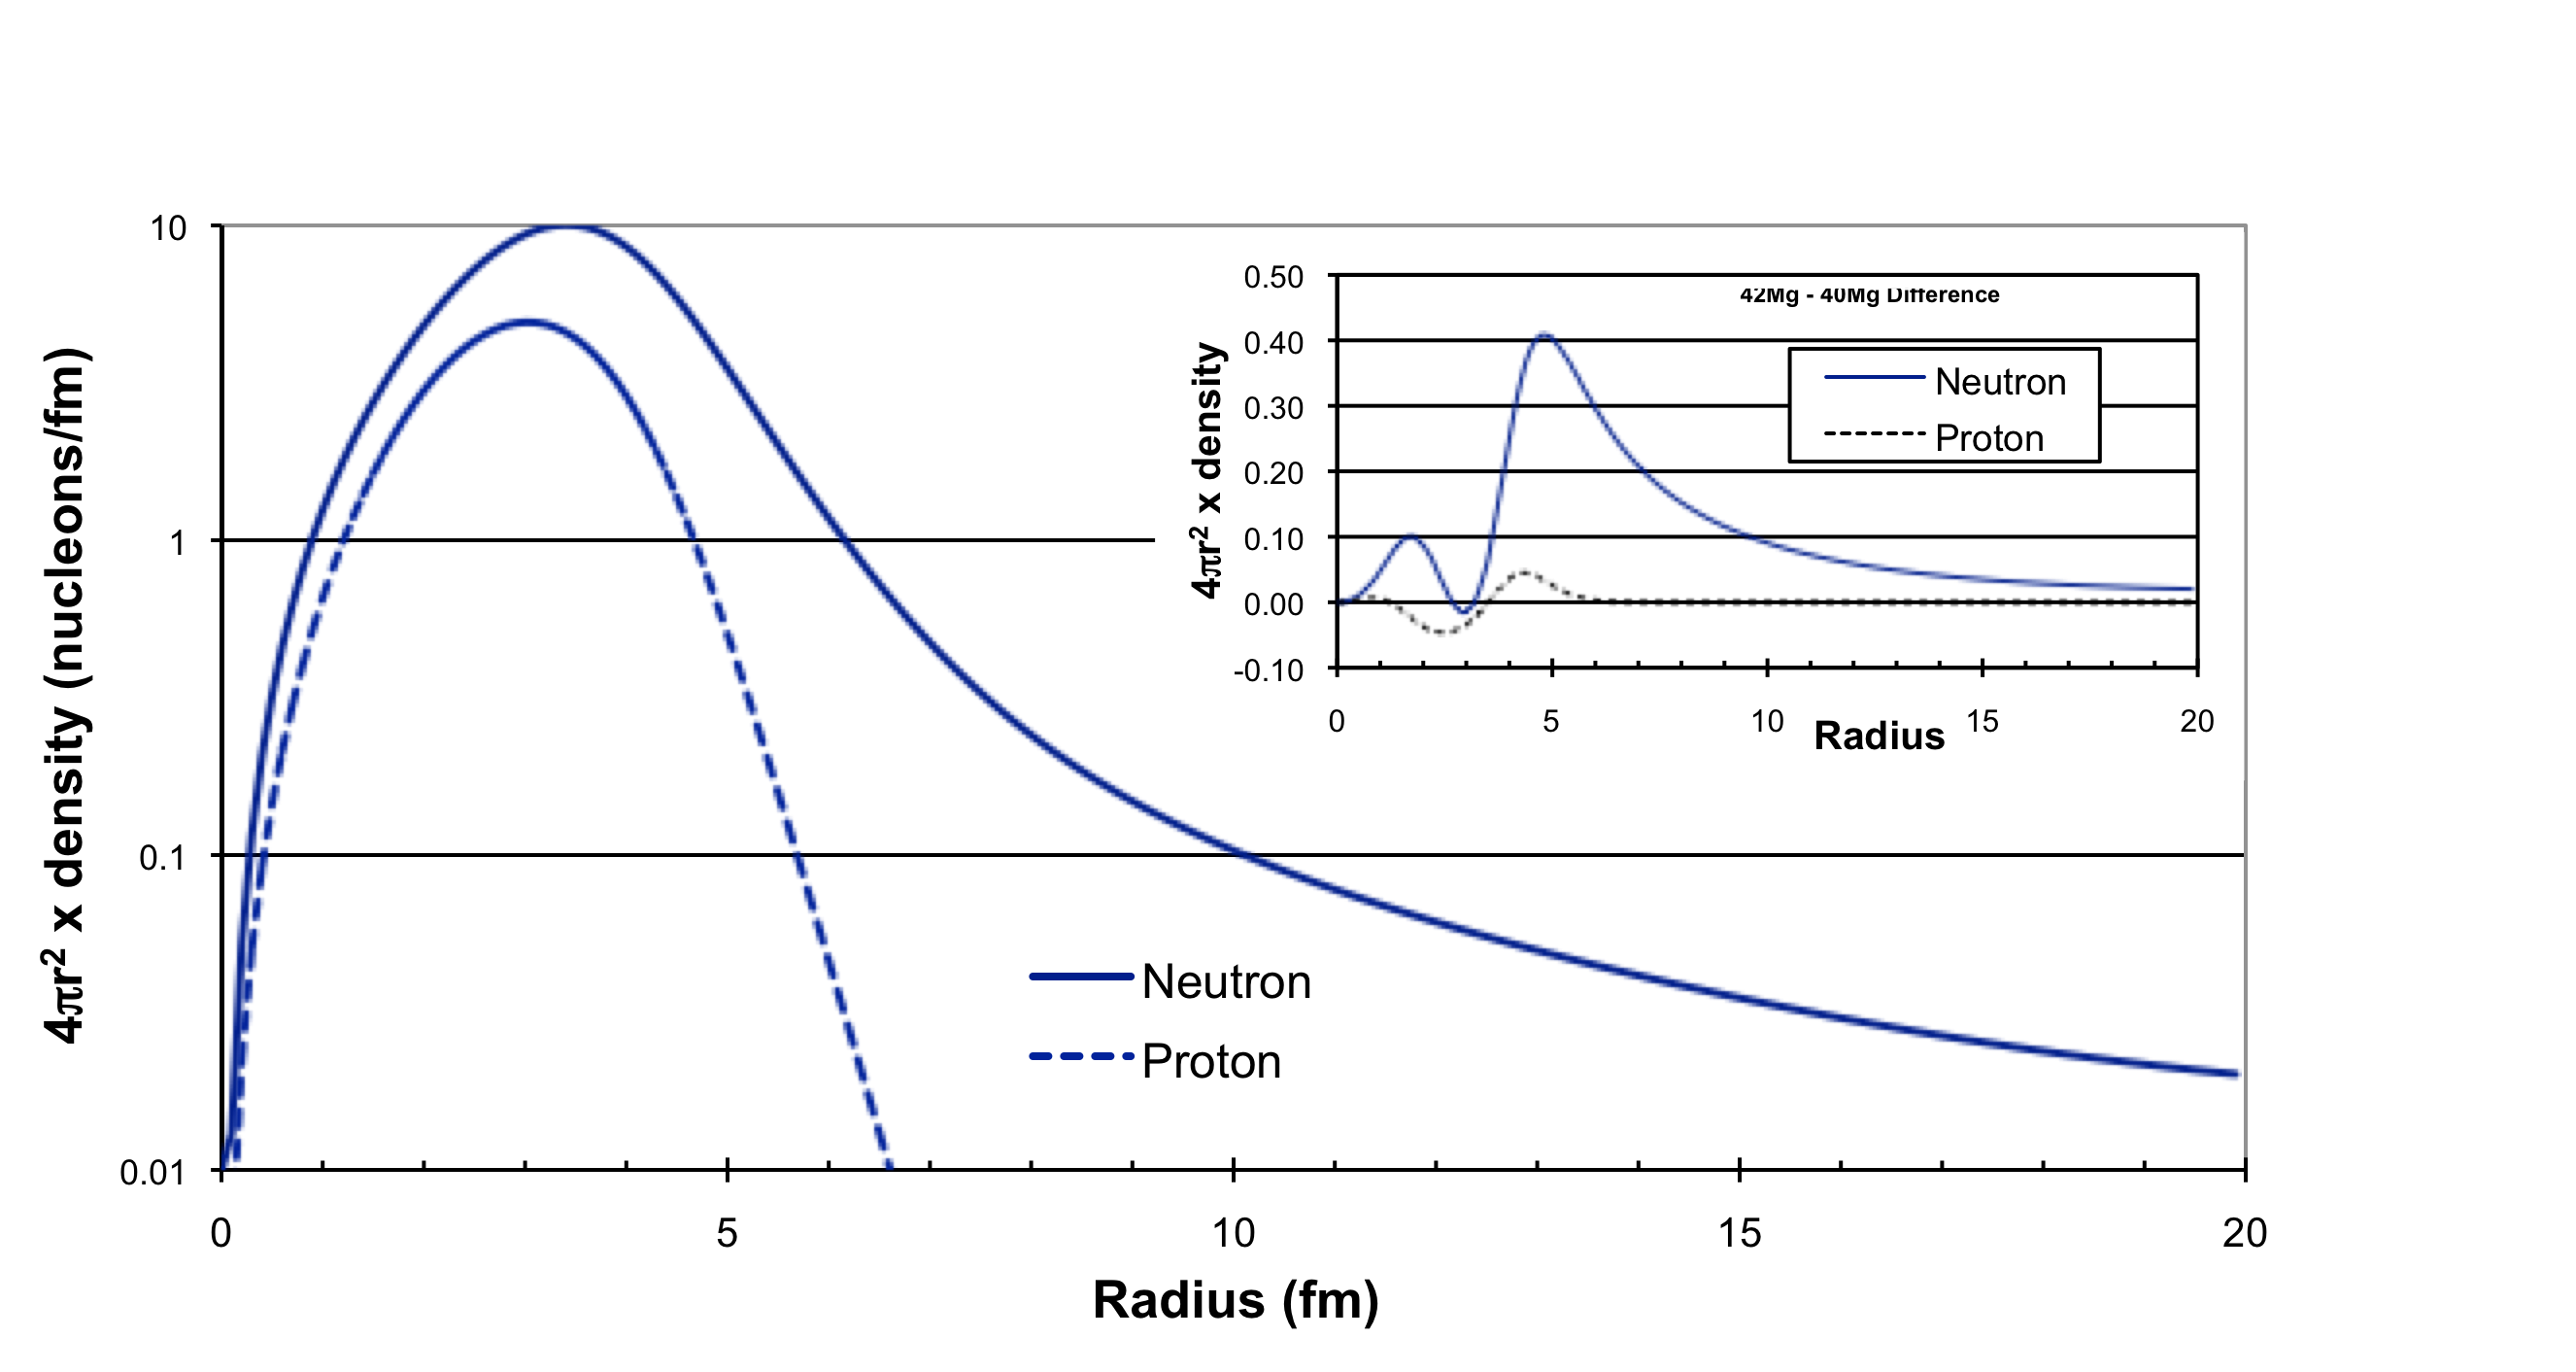 10
1
0.1
0.01
4πr² x density (nucleons/fm)
0
5
10
15
20
Radius (fm)
Neutron
Proton
42Mg - 40Mg Difference
0.50
0.40
0.30
0.20
0.10
0.00
-0.10
4πr² x density
Neutron
Proton
0
5
10
15
20
Radius